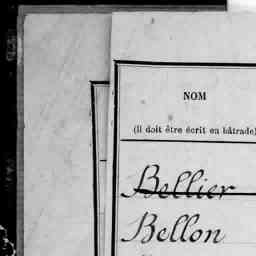 NOM
(il doit être écrit en bâtarde)
Bellier
Bellon